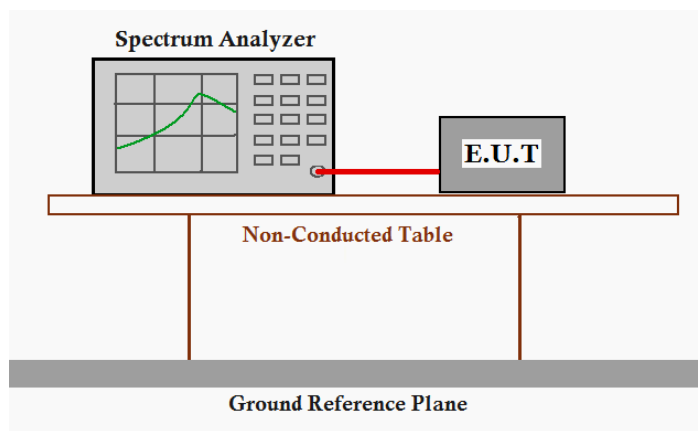 Spectrum Analyzer
E.U.T
Non-Conducted Table
Ground Reference Plane